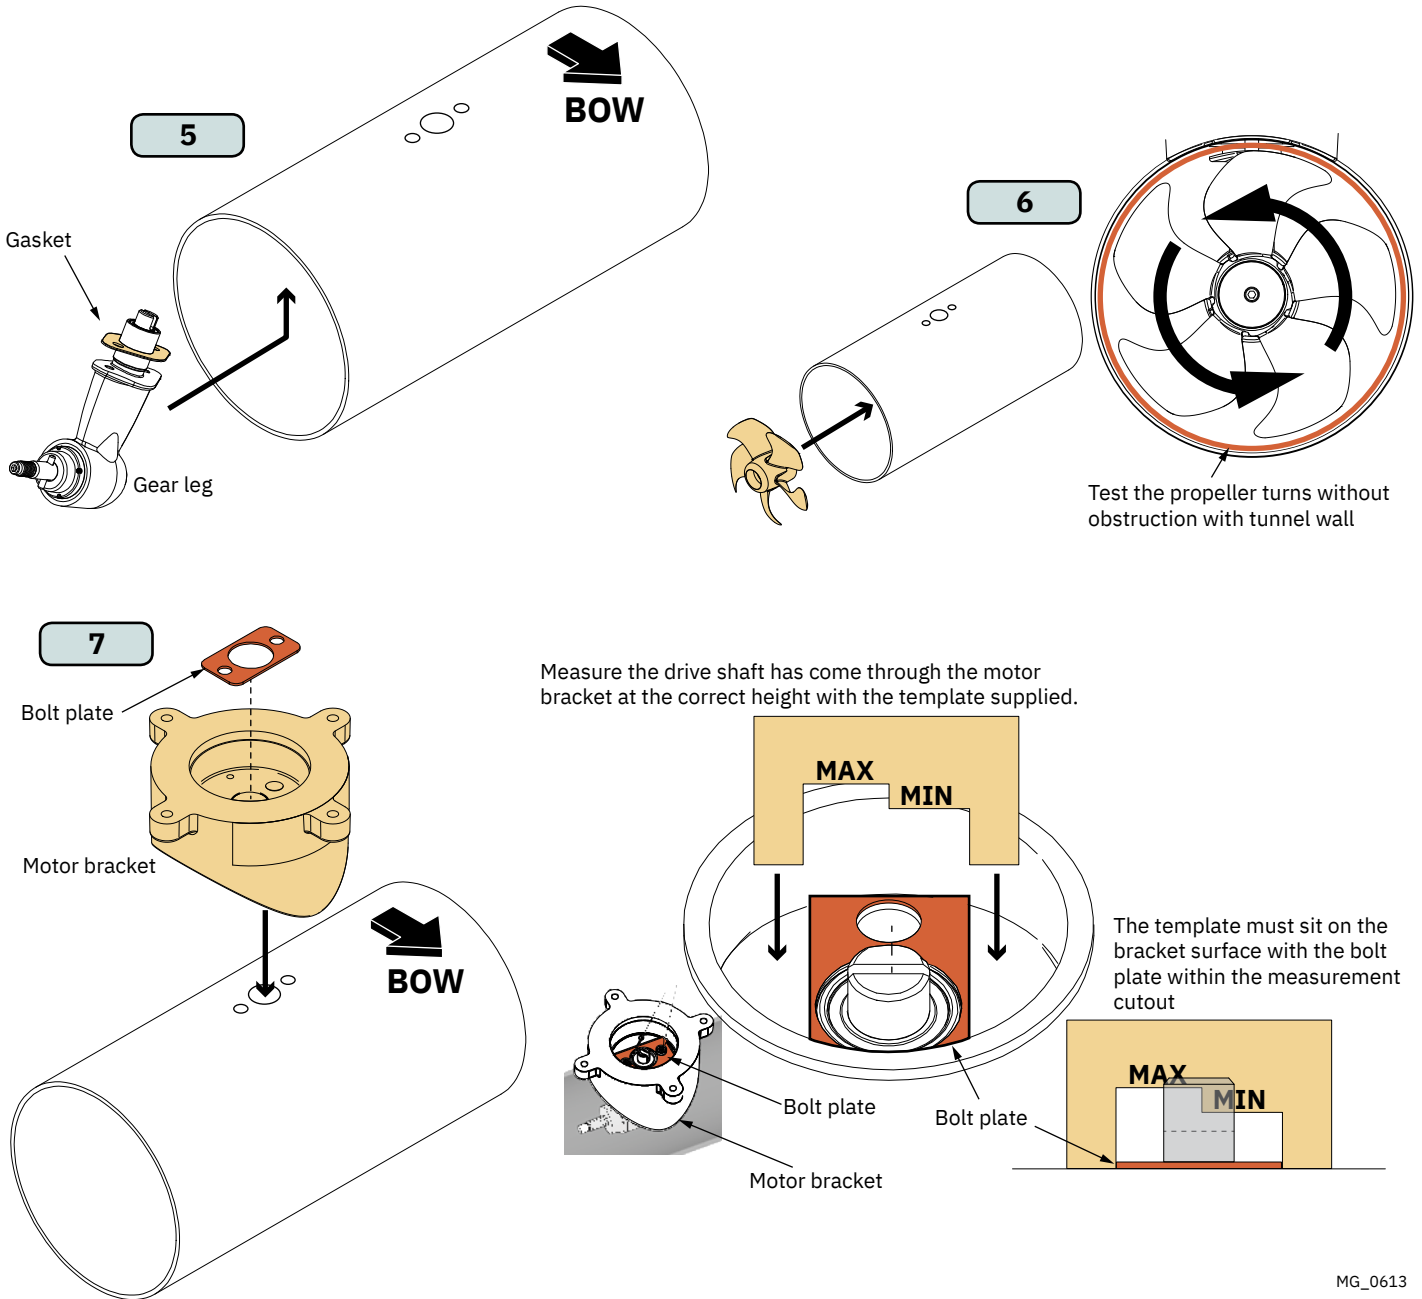 5
BOW
Gasket
Gear leg
6
Test the propeller turns without
obstruction with tunnel wall
7
Bolt plate
Motor bracket
BOW
Measure the drive shaft has come through the motor
bracket at the correct height with the template supplied.
MAX
MIN
Bolt plate
Motor bracket
Bolt plate
The template must sit on the
bracket surface with the bolt
plate within the measurement
cutout
MAX
MIN
MG_0613